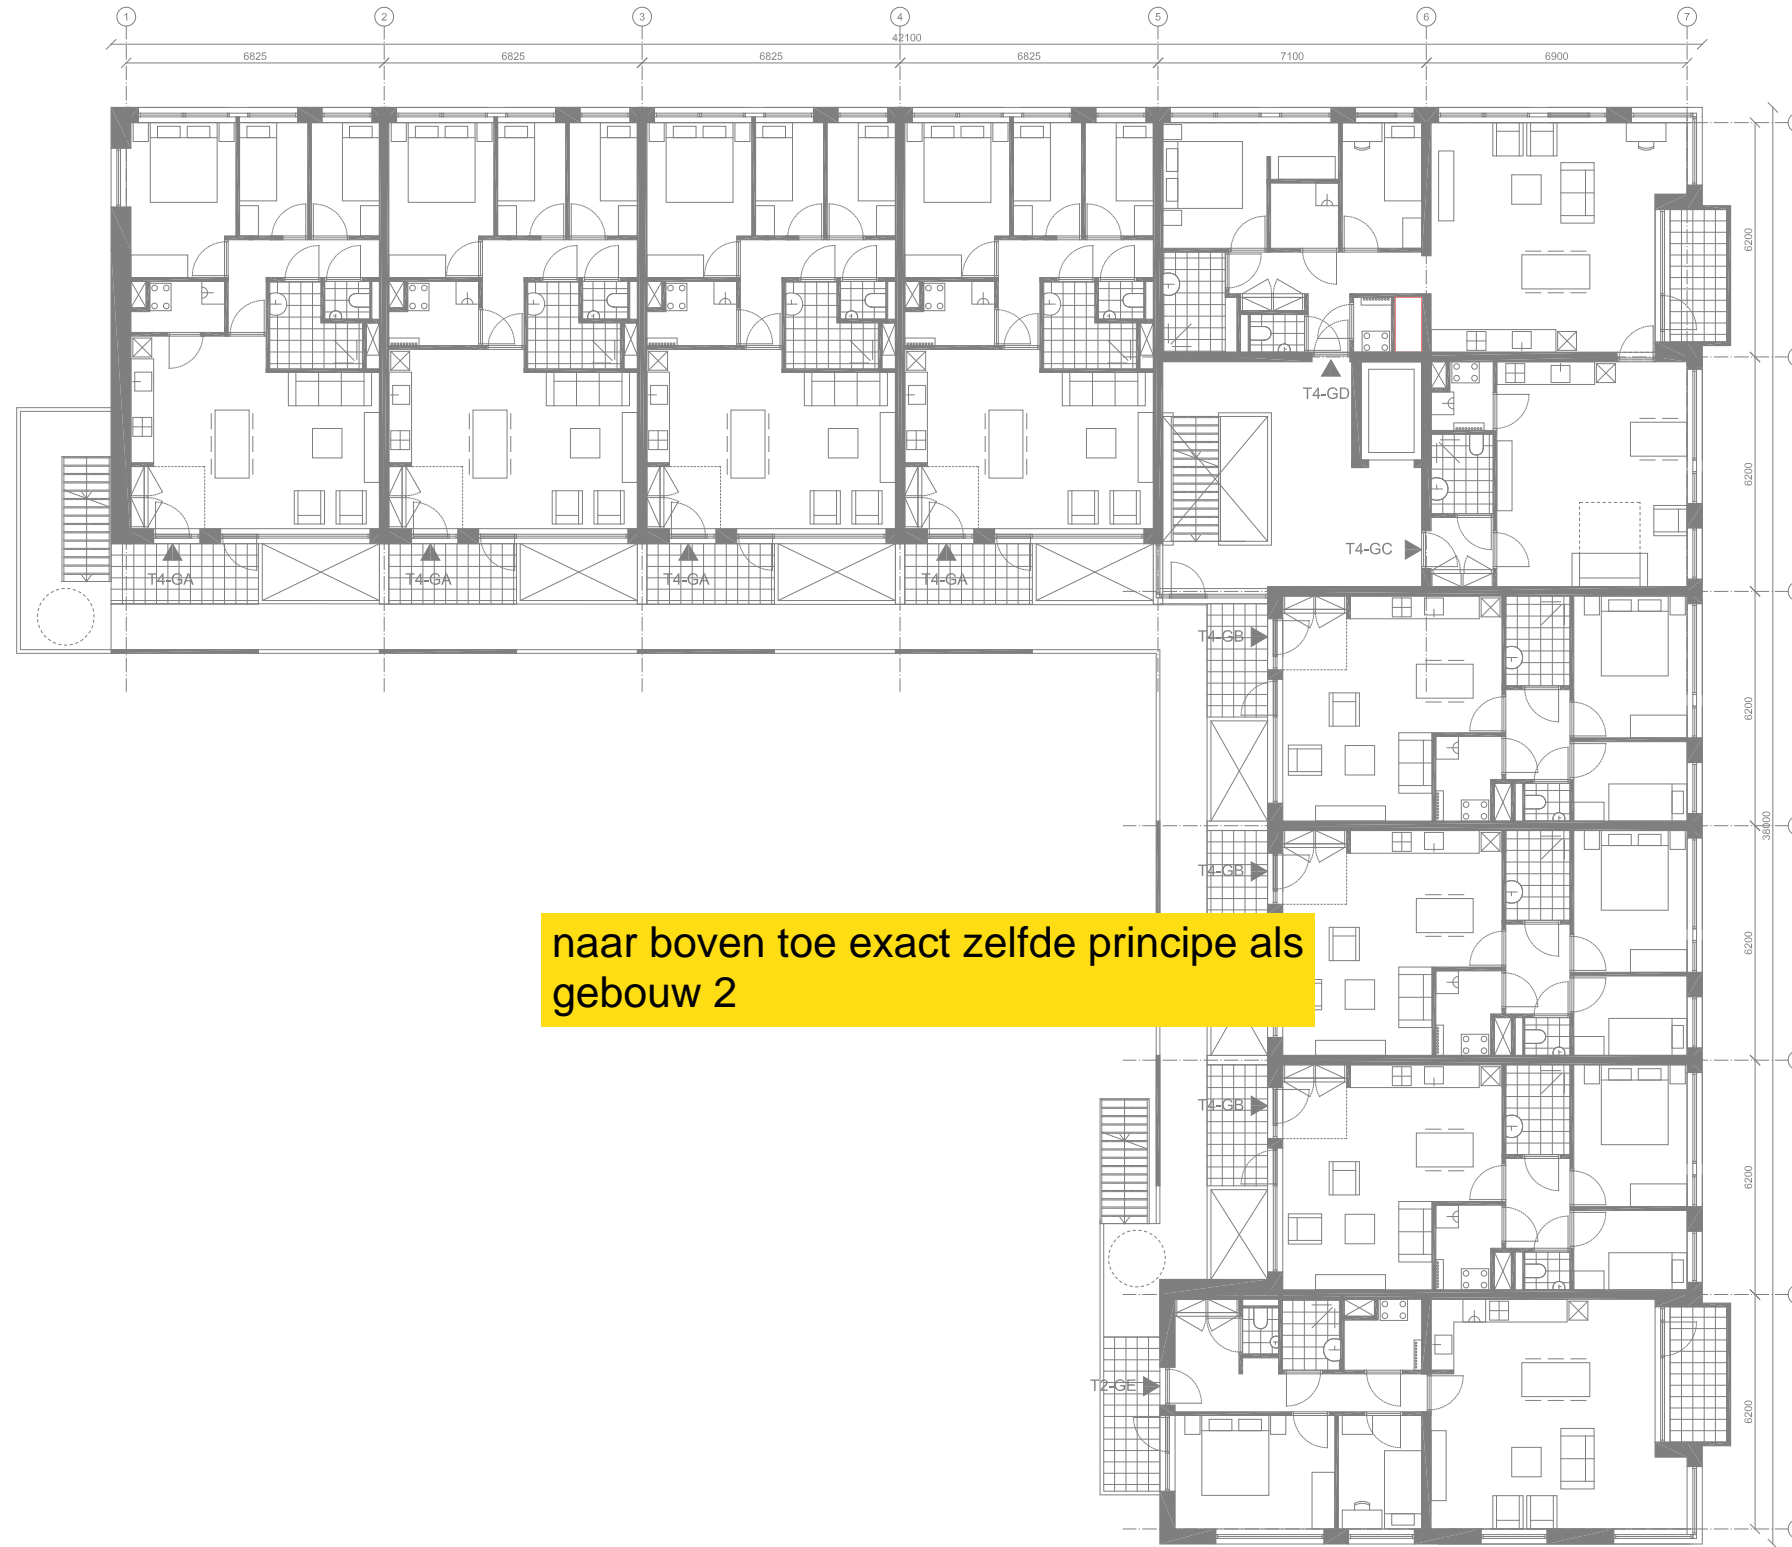 1 2 3 4 5 6 7
42100
6825 6825 6825 6825 7100 6900
6200
T4-GD
6200
T4-GC
T4-GA T4-GA T4-GA T4-GA
T4-GB
6200
38000
T4-GB
naar boven toe exact zelfde principe als
gebouw 2
6200
T4-GB
6200
T2-GE
6200